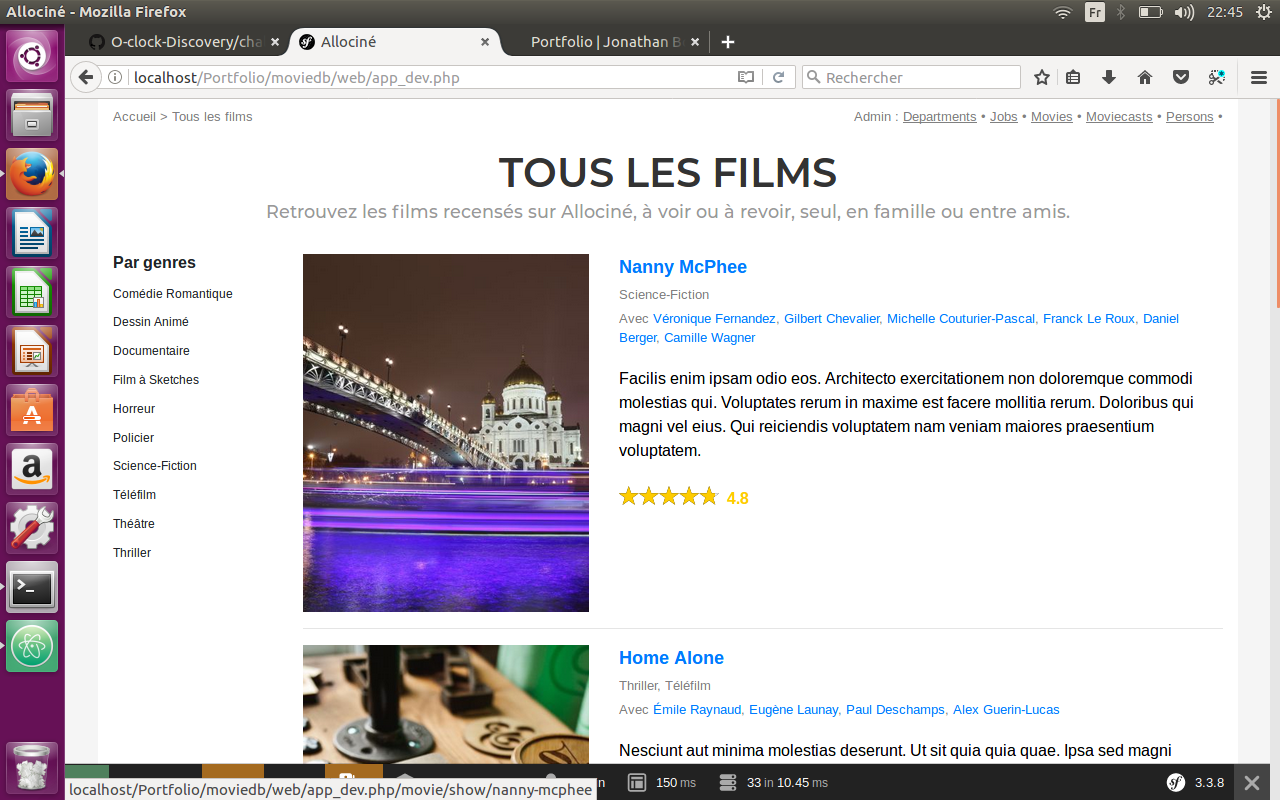 Allociné - Mozilla Firefox
Fr
22:45
O-clock-Discovery/cha
Allociné
Portfolio | Jonathan B
localhost/Portfolio/moviedb/web/app_dev.php
Rechercher
Accueil > Tous les films
Admin : Departments • Jobs • Movies • Moviecasts • Persons •
TOUS LES FILMS
Retrouvez les films recensés sur Allociné, à voir ou à revoir, seul, en famille ou entre amis.
Par genres
Comédie Romantique
Dessin Animé
Documentaire
Film à Sketches
Horreur
Policier
Science-Fiction
Téléfilm
Théâtre
Thriller
Nanny McPhee
Science-Fiction
Avec Véronique Fernandez, Gilbert Chevalier, Michelle Couturier-Pascal, Franck Le Roux, Daniel
Berger, Camille Wagner
Facilis enim ipsam odio eos. Architecto exercitationem non doloremque commodi
molestias qui. Voluptates rerum in maxime est facere mollitia rerum. Doloribus qui
magni vel eius. Qui reiciendis voluptatem nam veniam maiores praesentium
voluptatem.
4.8
Home Alone
Thriller, Téléfilm
Avec Émile Raynaud, Eugène Launay, Paul Deschamps, Alex Guerin-Lucas
Nesciunt aut minima molestias deserunt. Ut sit quia quia quae. Ipsa sed magni
n
150 ms
33 in 10.45 ms
3.3.8
localhost/Portfolio/moviedb/web/app_dev.php/movie/show/nanny-mcphee